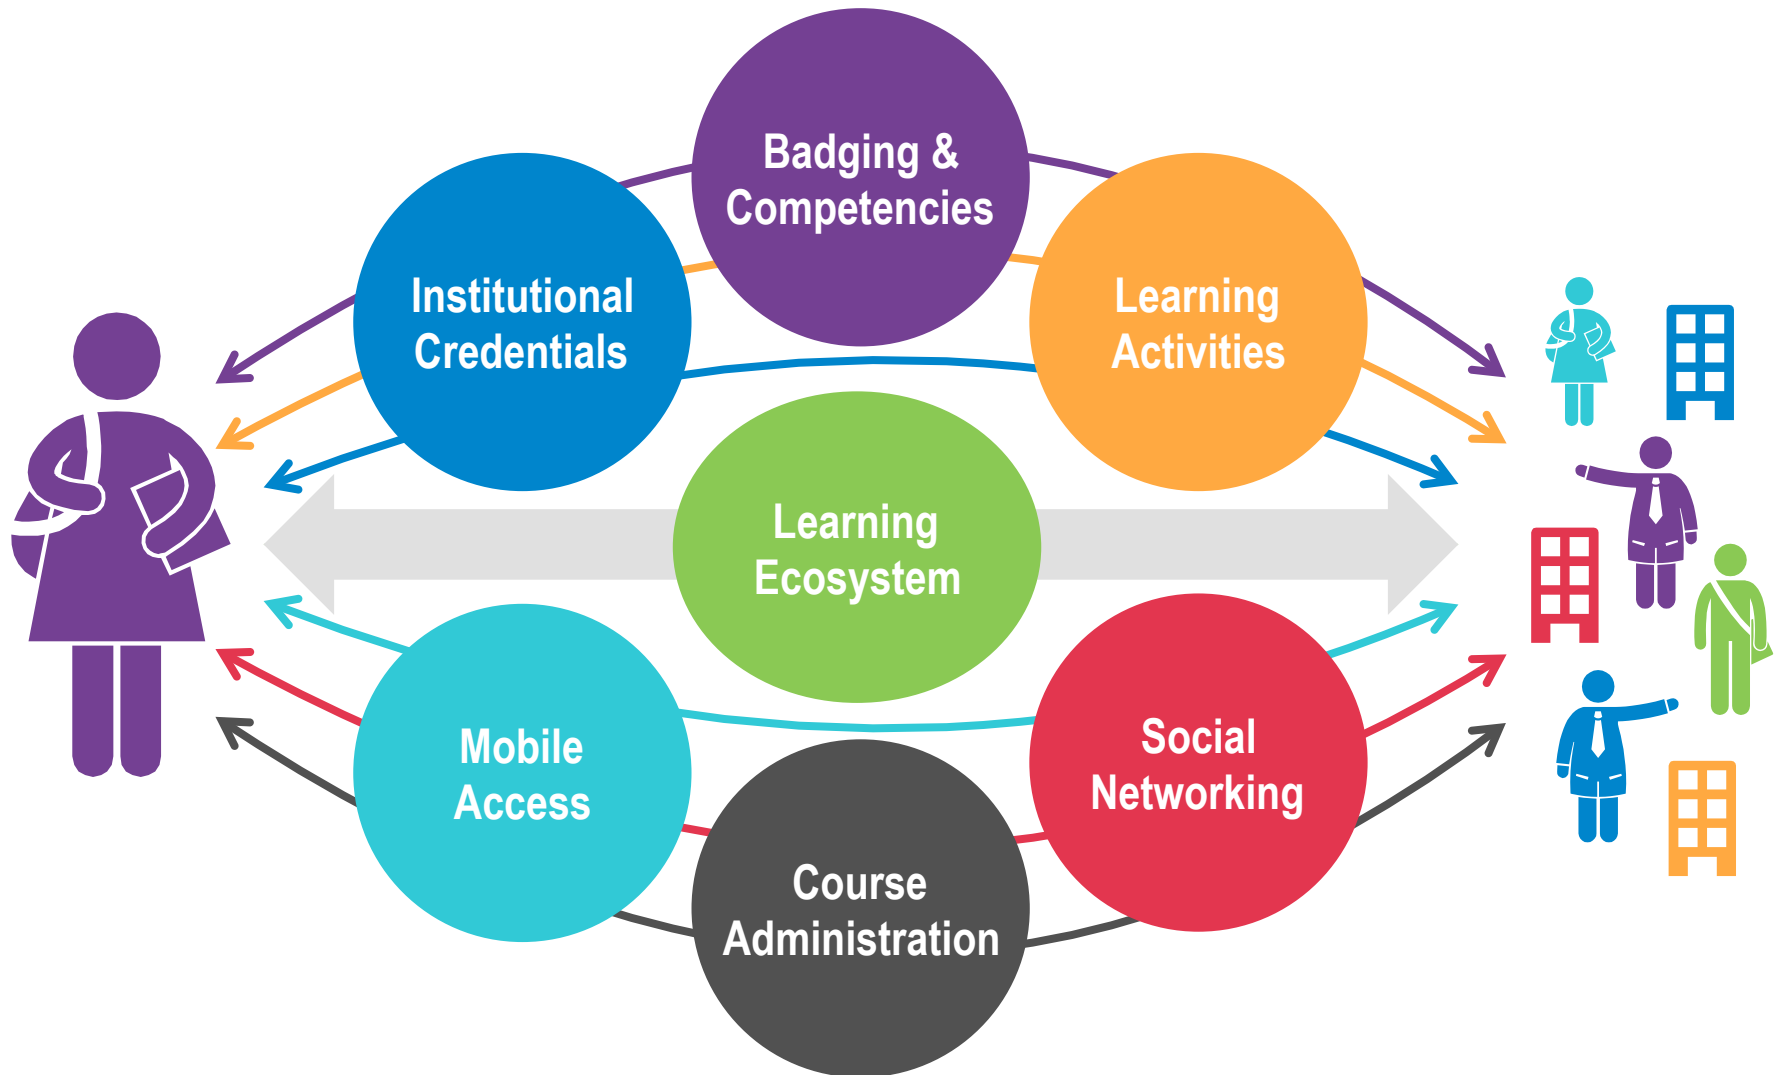 Badging &
Competencies
Institutional
Credentials
Learning
Activities
Learning
Ecosystem
Mobile
Access
Social
Networking
Course
Administration